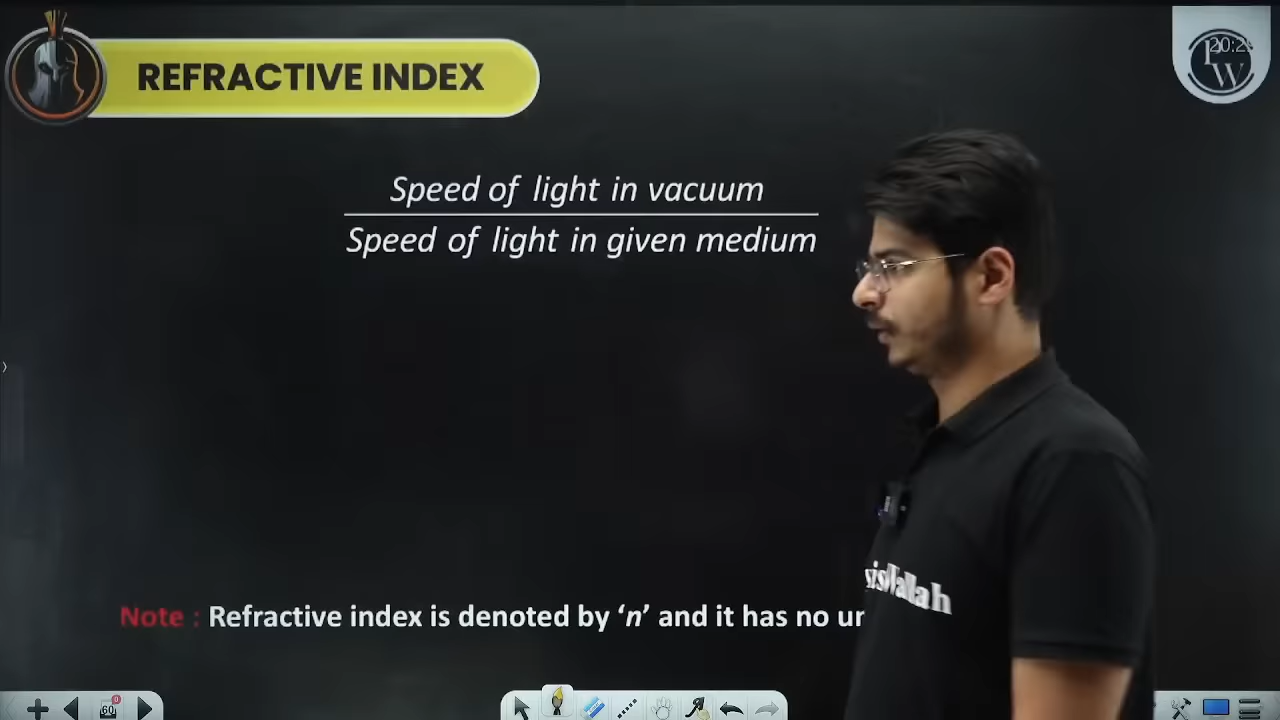 REFRACTIVE INDEX
Speed of light in vacuum
Speed of light in given medium
Note : Refractive index is denoted by ‘n’ and it has no
W
60